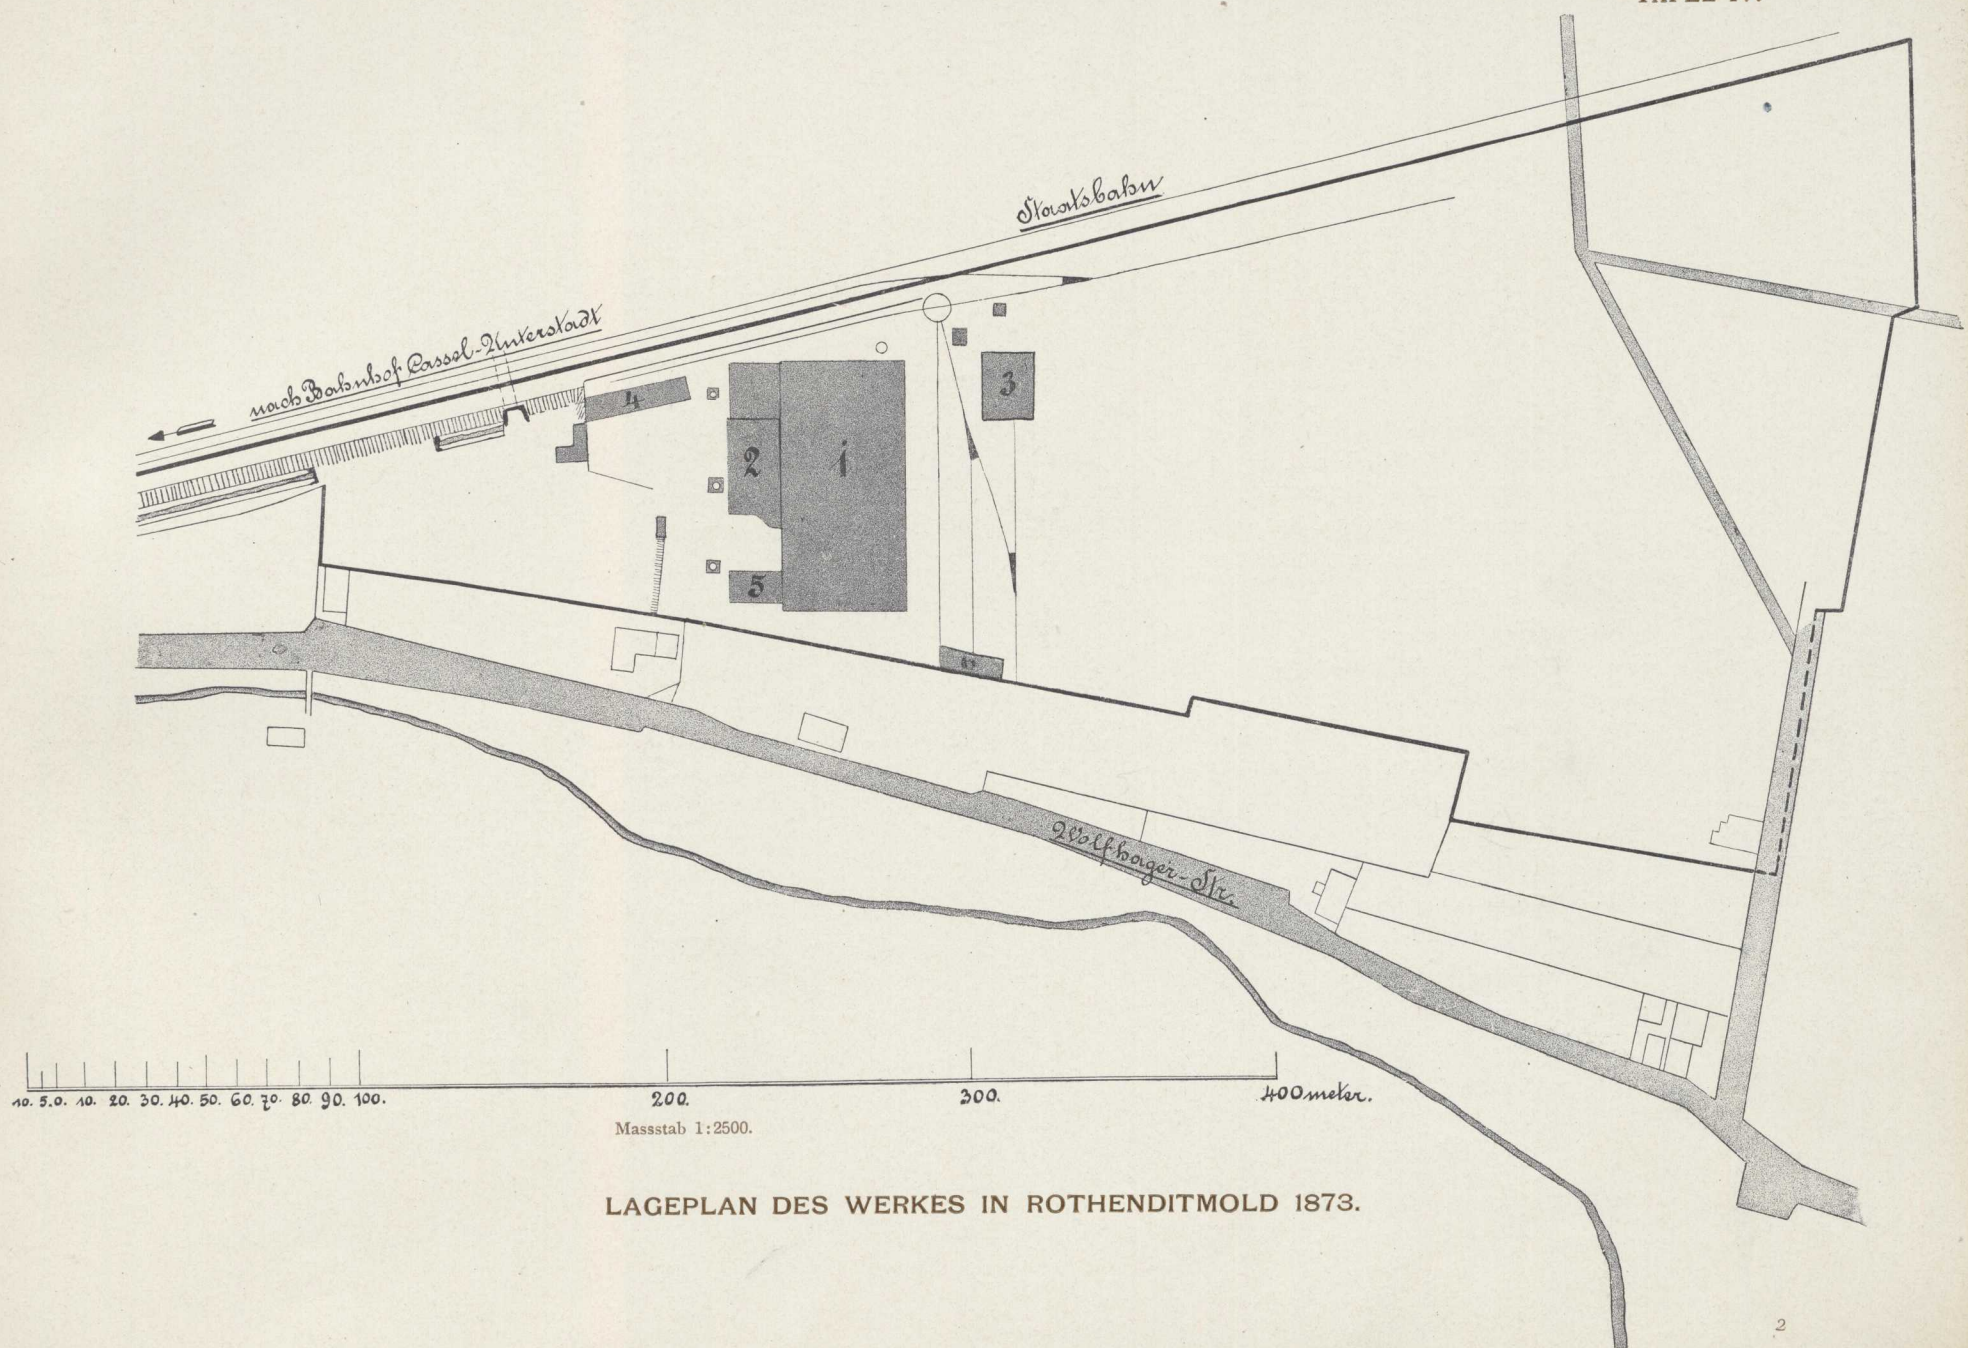 Staatsbahn
nach Bahnhof Cassel-Unterstadt
4
3
2
1
5
6
Wolfhager-Str.
10. 5. 0. 10. 20. 30. 40. 50. 60. 70. 80. 90. 100. 200. 300. 400 meter.
Massstab 1:2500.
LAGEPLAN DES WERKES IN ROTHENDITMOLD 1873.
2